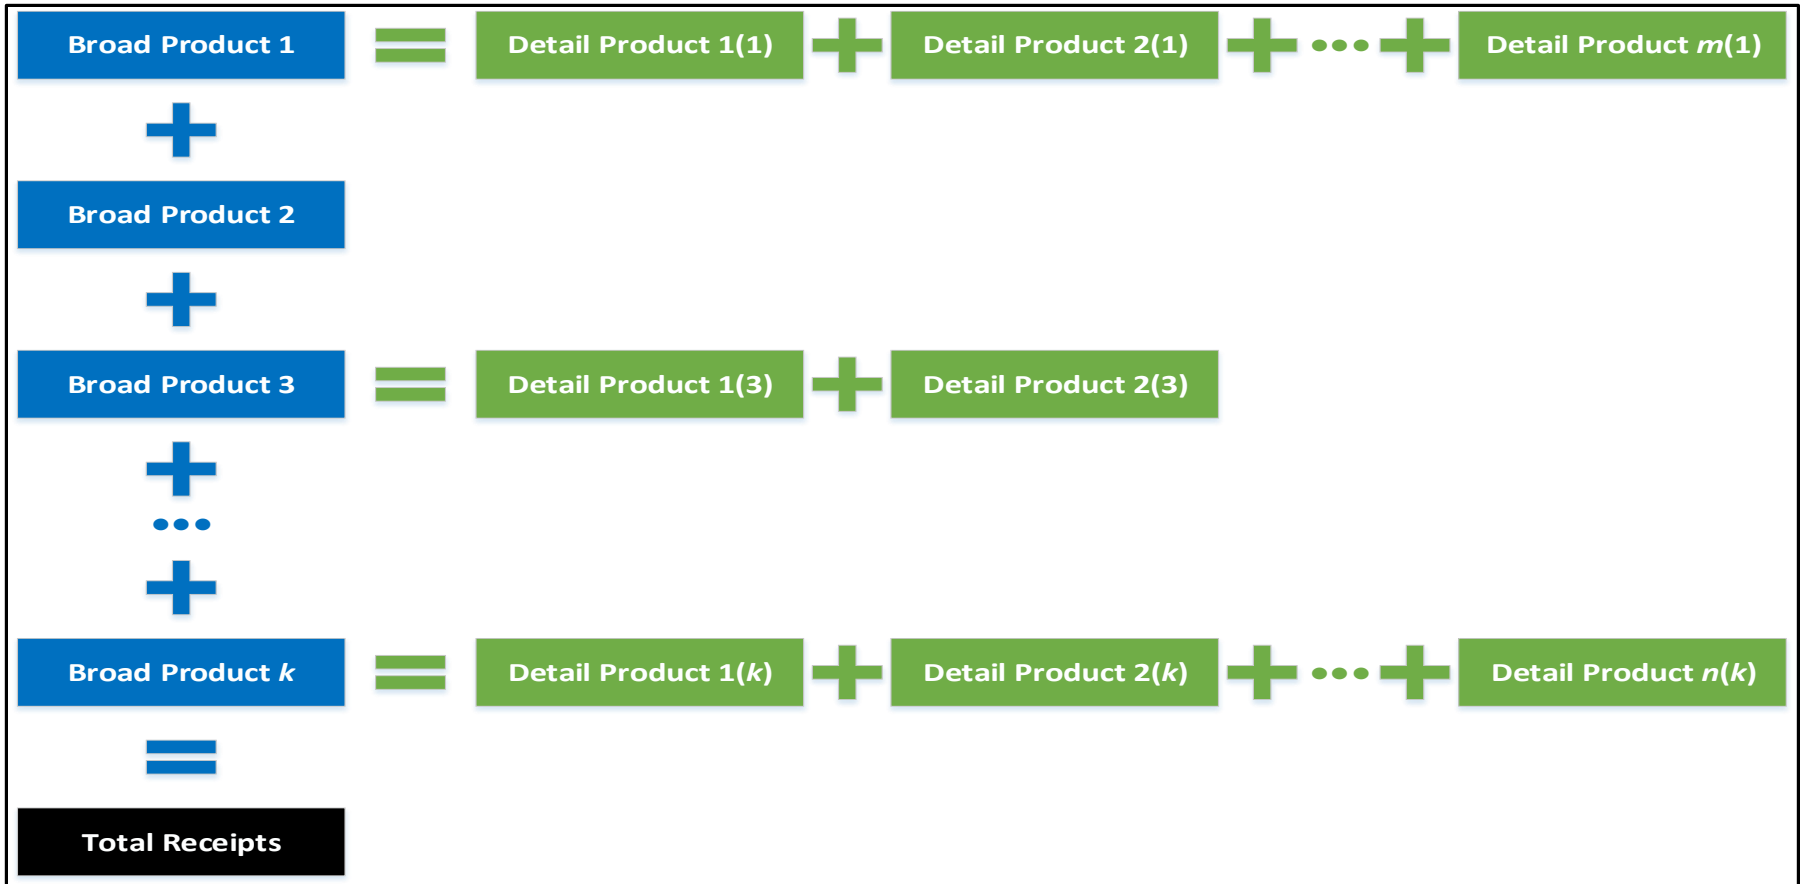 Broad Product 1 = Detail Product 1(1) + Detail Product 2(1) + ••• + Detail Product m(1)
+
Broad Product 2
+
Broad Product 3 = Detail Product 1(3) + Detail Product 2(3)
+
•••
+
Broad Product k = Detail Product 1(k) + Detail Product 2(k) + ••• + Detail Product n(k)
=
Total Receipts